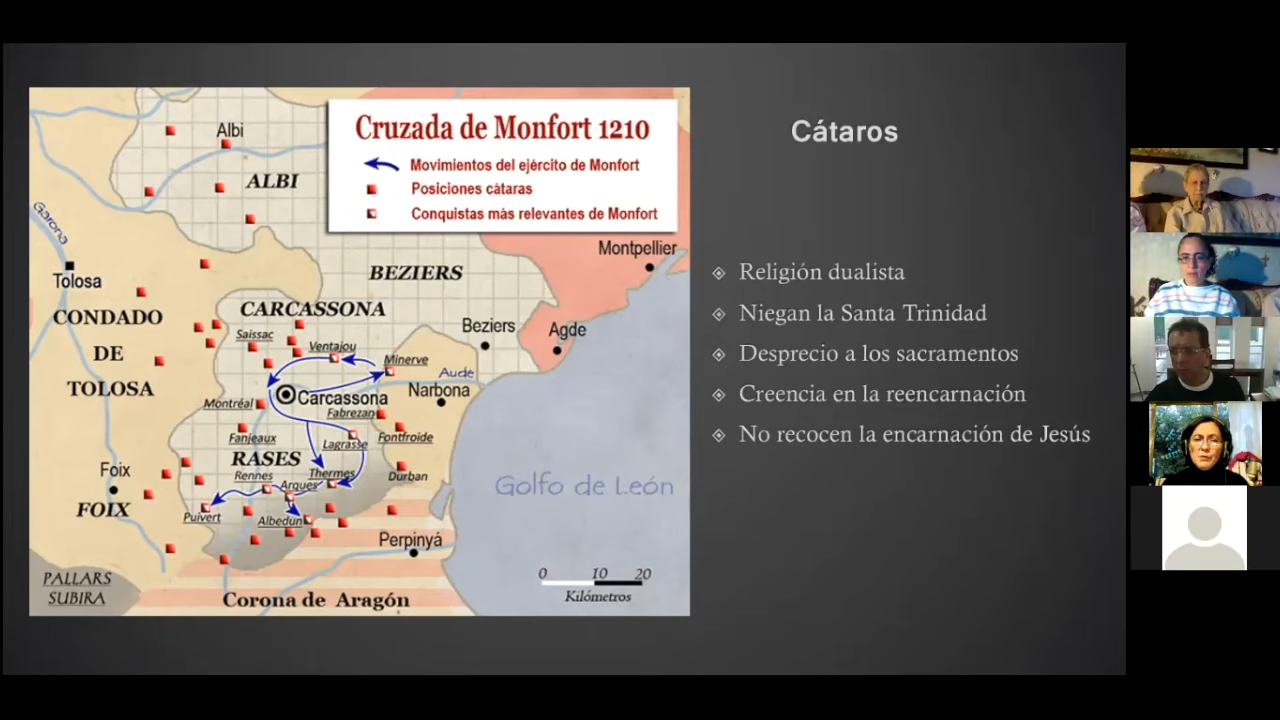 Cruzada de Monfort 1210
Movimientos del ejército de Monfort
Posiciones cátaras
Conquistas más relevantes de Monfort
Albi
ALBI
Garona
Montpellier
Tolosa
BEZIERS
CONDADO
DE
TOLOSA
CARCASSONA
Saissac
Ventajou
Beziers
Agde
Minerve
Aude
Carcassona
Narbona
Montréal
Fabrezan
Fanjeaux
Lagrasse
Fontfroide
RASES
Foix
Rennes
Thermes
Durban
Arques
FOIX
Puivert
Albedun
Golfo de León
Perpinyá
PALLARS
SUBIRA
0 10 20
Kilómetros
Corona de Aragón
Cátaros
Religión dualista
Niegan la Santa Trinidad
Desprecio a los sacramentos
Creencia en la reencarnación
No recocen la encarnación de Jesús